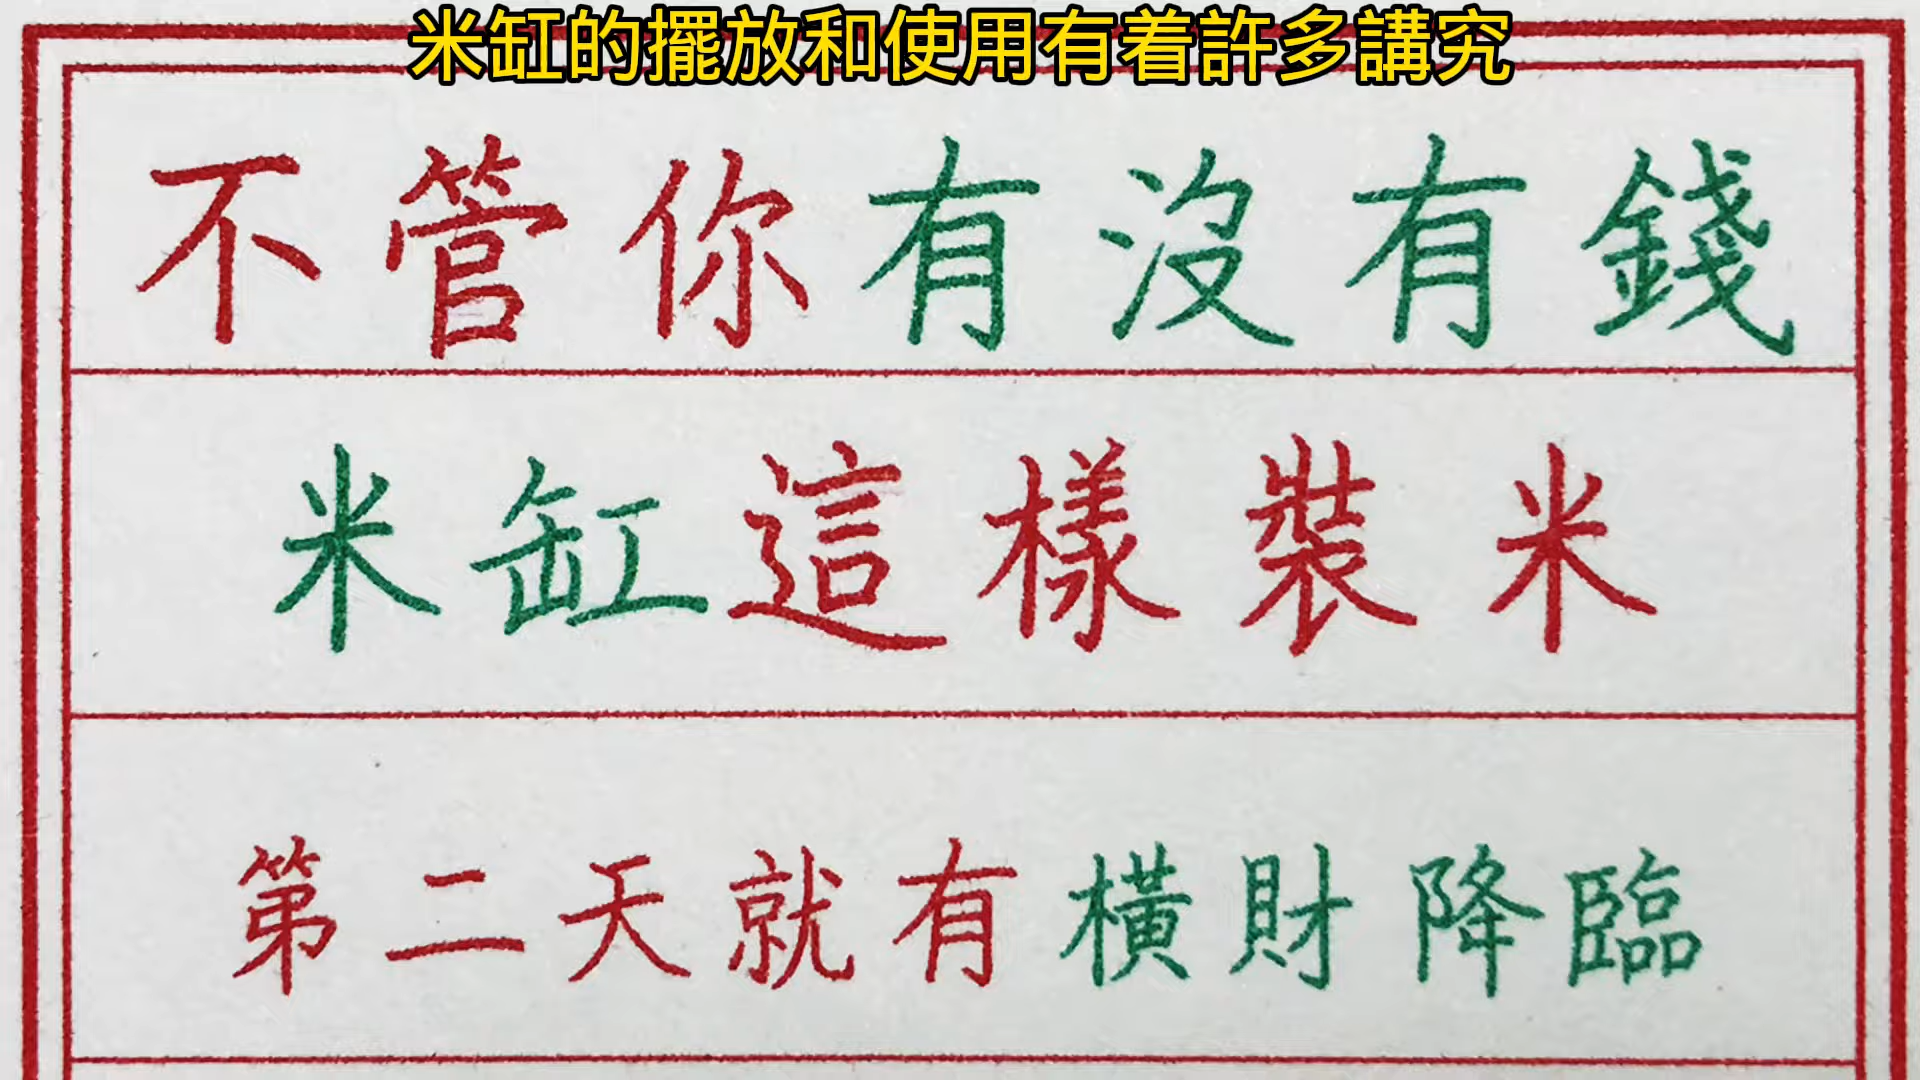 米缸的擺放和使用有着許多講究
不管你有沒有錢
米缸這樣裝米
第二天就有橫財降臨